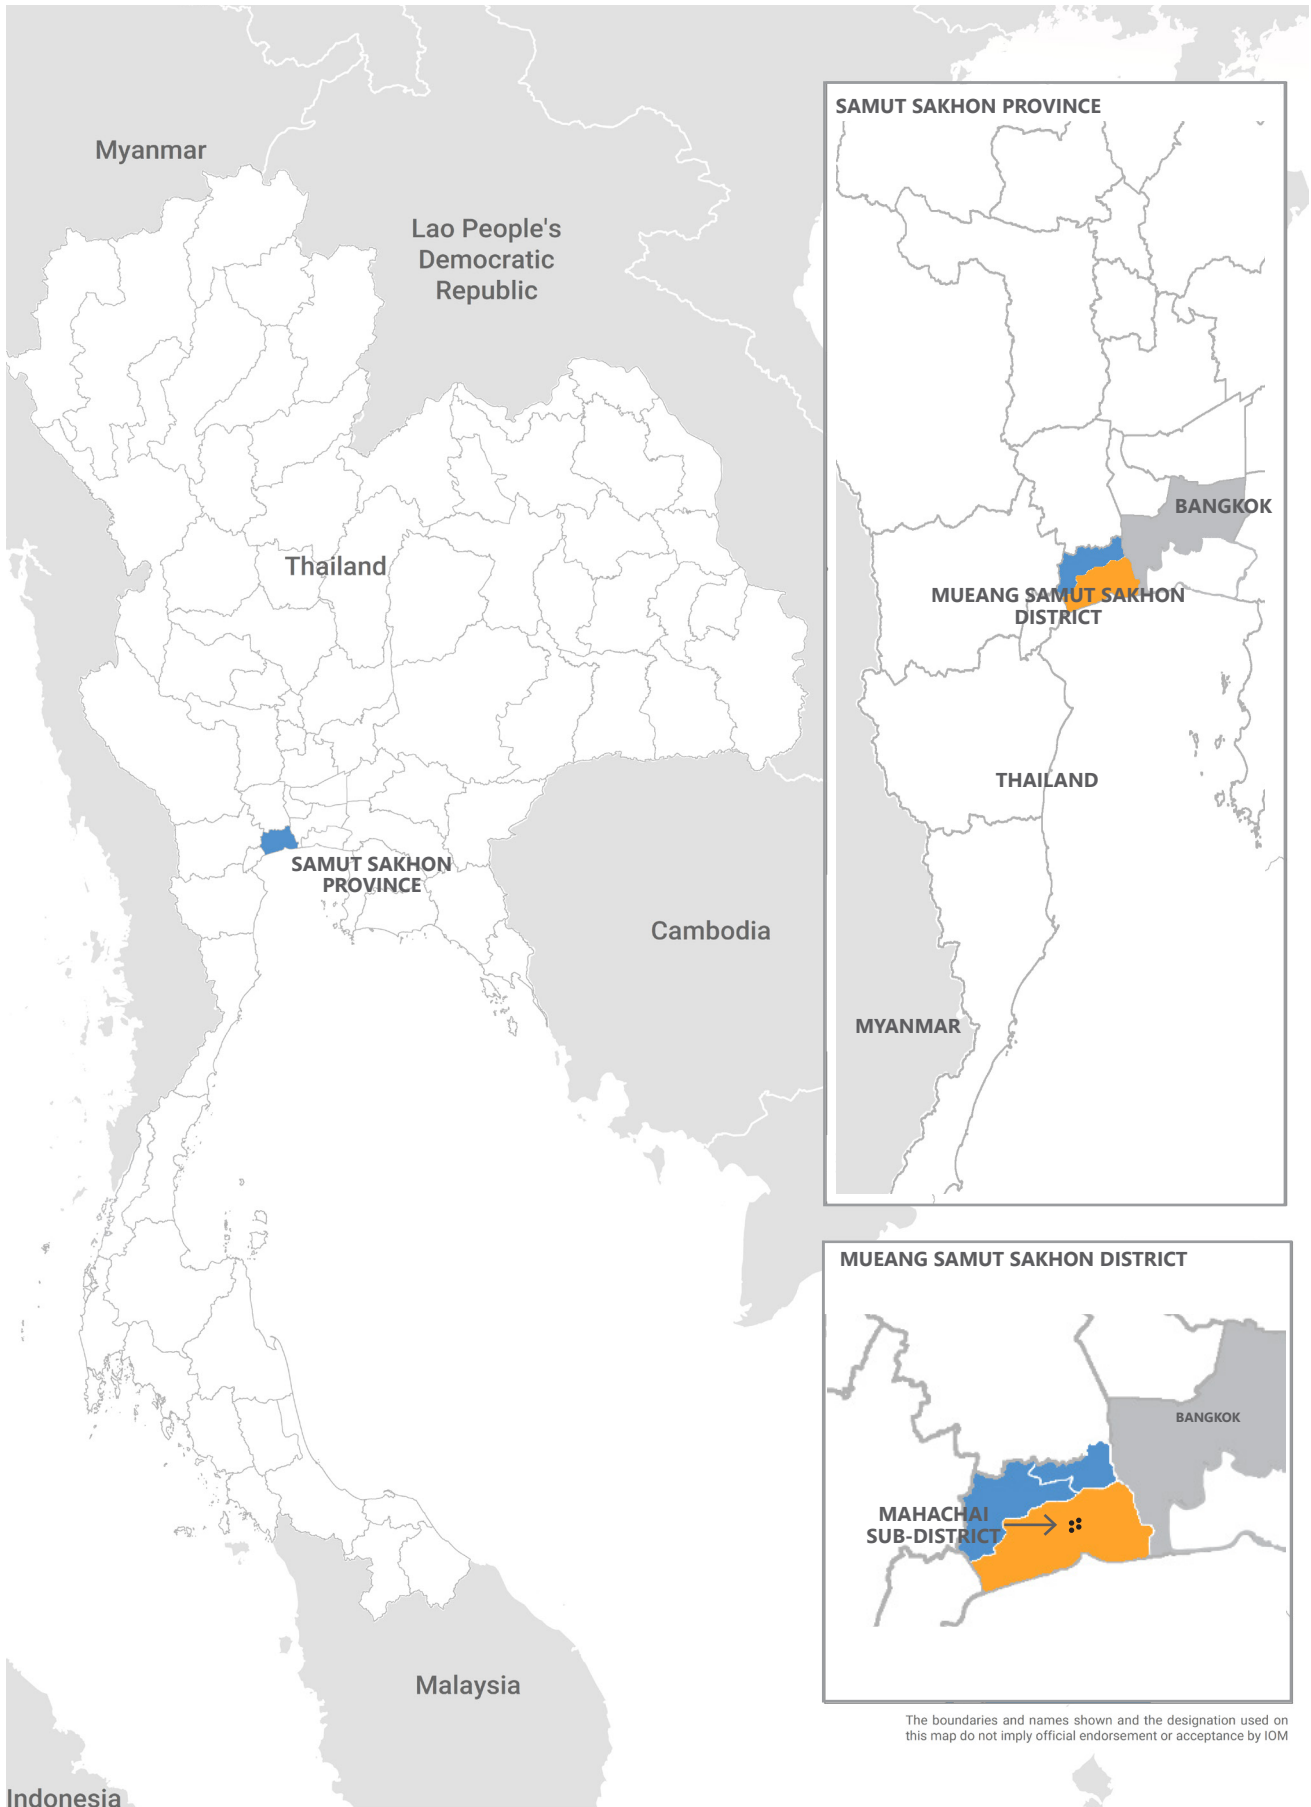 Myanmar
Lao People's
Democratic
Republic
Thailand
SAMUT SAKHON
PROVINCE
Cambodia
Malaysia
Indonesia
SAMUT SAKHON PROVINCE
BANGKOK
MUEANG SAMUT SAKHON
DISTRICT
THAILAND
MYANMAR
MUEANG SAMUT SAKHON DISTRICT
BANGKOK
MAHACHAI
SUB-DISTRICT
The boundaries and names shown and the designation used on
this map do not imply official endorsement or acceptance by IOM